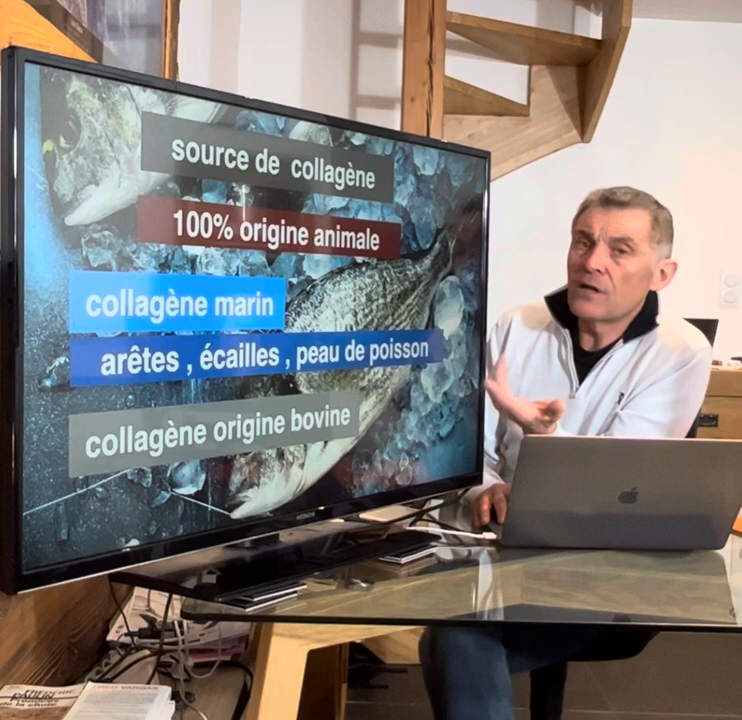 source de collagène
100% origine animale
collagène marin
arêtes , écailles , peau de poisson
collagène origine bovine